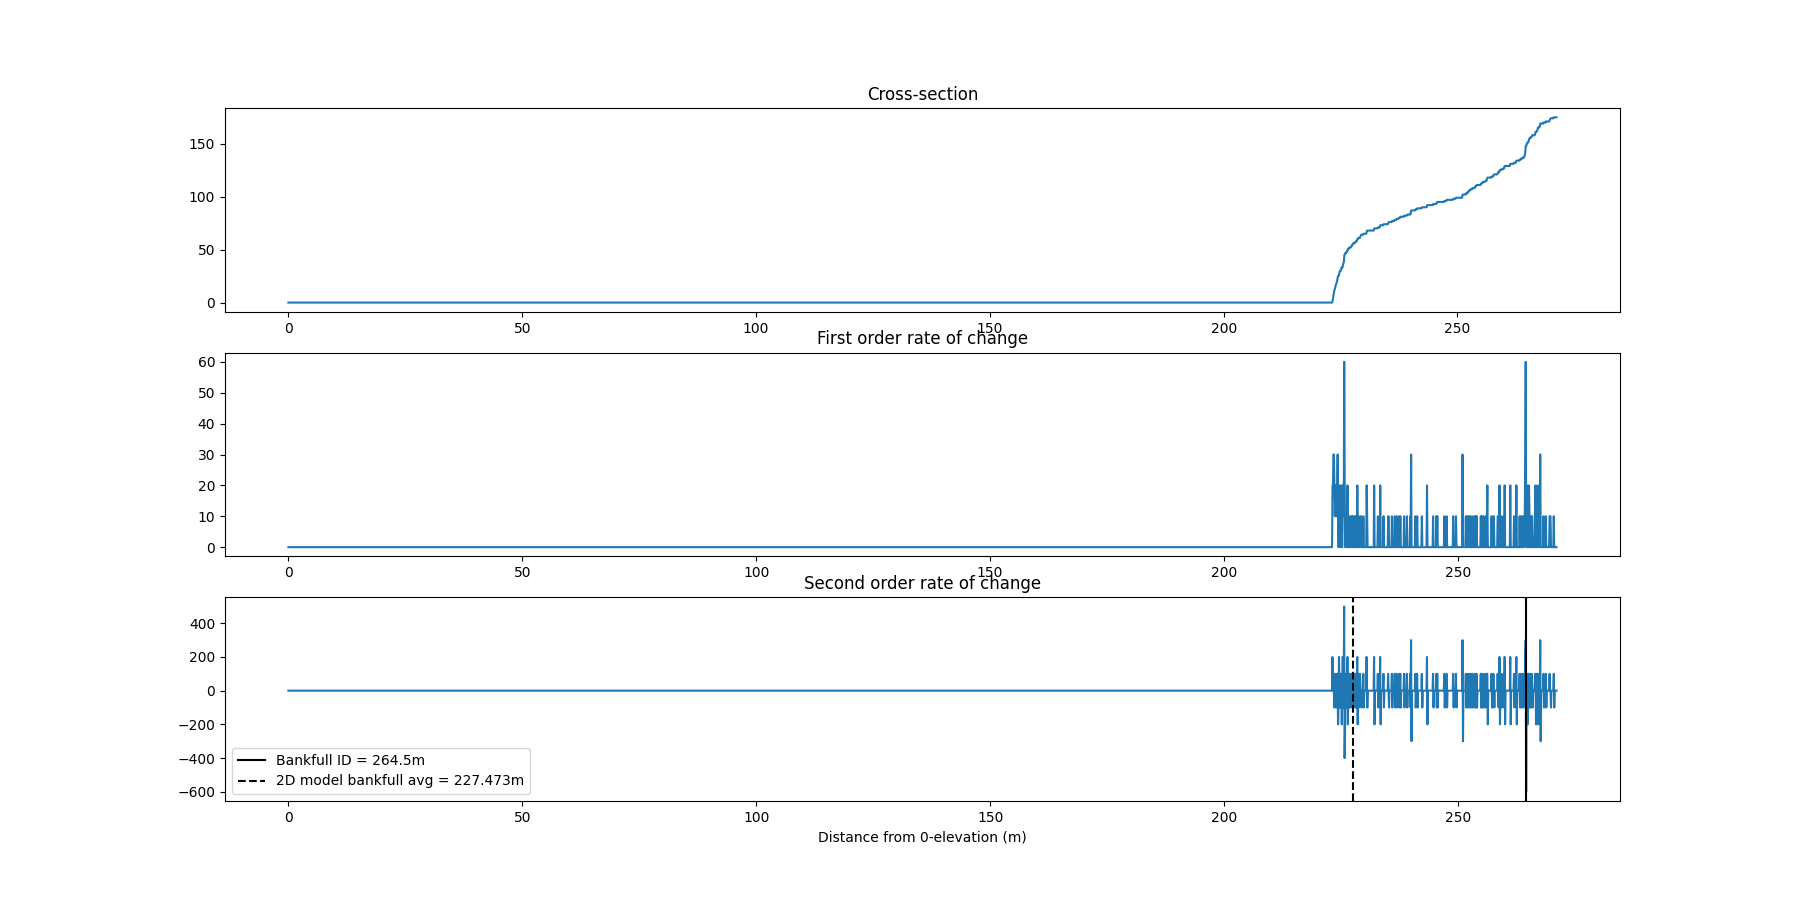 Cross-section
150
100
50
0
0 50 100 150 200 250
First order rate of change
60
50
40
30
20
10
0
0 50 100 150 200 250
Second order rate of change
400
200
0
−200
−400
−600
Bankfull ID = 264.5m
2D model bankfull avg = 227.473m
0 50 100 150 200 250
Distance from 0-elevation (m)